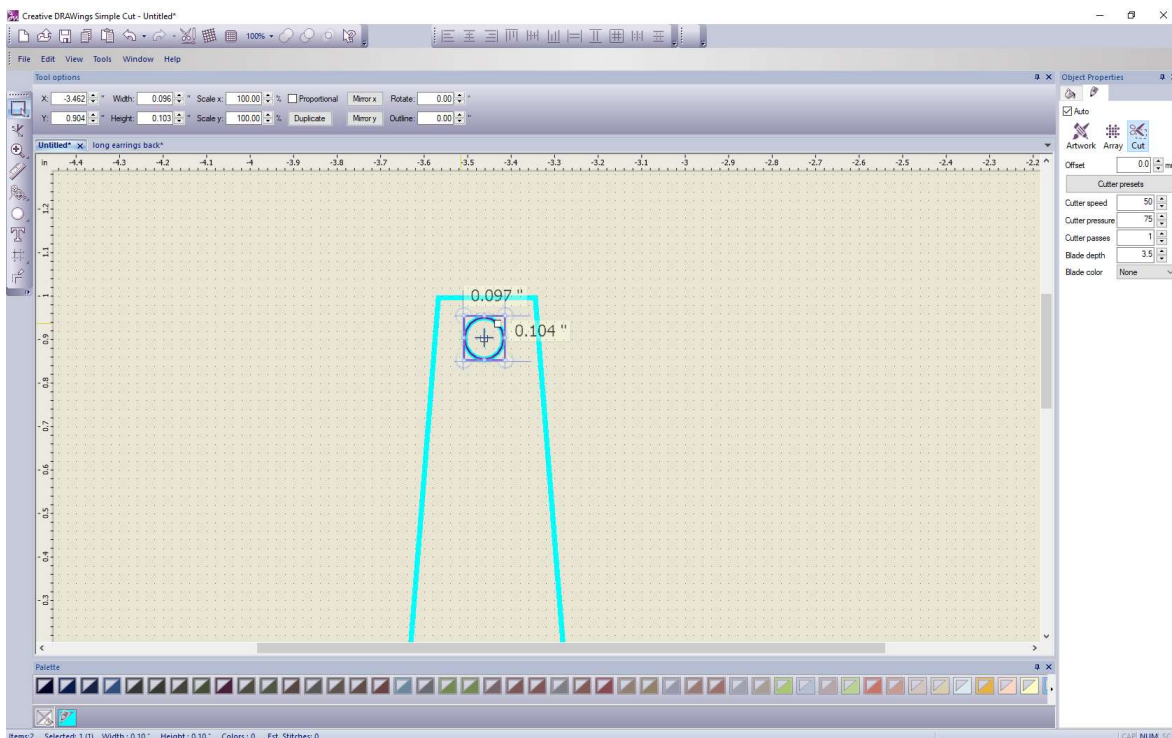 Creative DRAWings Simple Cut - Untitled*
100%
File Edit View Tools Window Help
Tool options
Object Properties
X: -3.462 " Width: 0.096 " Scale x: 100.00 % Proportional Mirror x Rotate: 0.00 °
Y: 0.904 " Height: 0.103 " Scale y: 100.00 % Duplicate Mirror y Outline: 0.00 "
Auto
Artwork Array Cut
Offset 0.0 mm
Cutter presets
Cutter speed 50
Cutter pressure 75
Cutter passes 1
Blade depth 3.5
Blade color None
Untitled* x long earrings back*
in -4.4 -4.3 -4.2 -4.1 -4 -3.9 -3.8 -3.7 -3.6 -3.5 -3.4 -3.3 -3.2 -3.1 -3 -2.9 -2.8 -2.7 -2.6 -2.5 -2.4 -2.3 -2.2
1.2
1.1
1
0.9
0.8
0.7
0.6
0.5
0.4
0.3
0.097 "
0.104 "
Palette
Items:2 Selected: 1 (1) Width : 0.10 " Height : 0.10 " Colors : 0 Est. Stitches: 0
CAP NUM